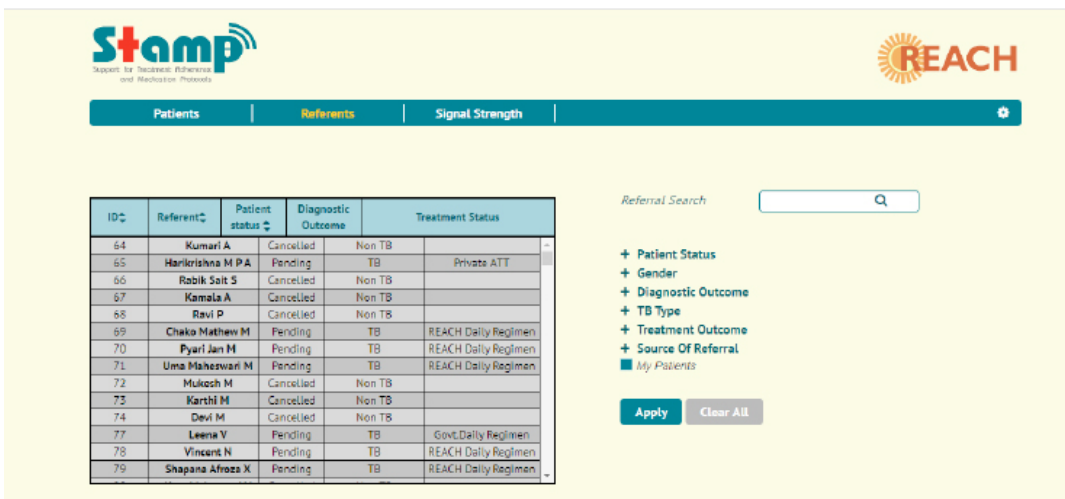 Stamp
Support for Treatment Adherence
and Medication Protocols
REACH
Patients Referents Signal Strength
ID Referent Patient status Diagnostic Outcome Treatment Status
64 Kumari A Cancelled Non TB
65 Harikrishna M P A Pending TB Private ATT
66 Rabik Sait S Cancelled Non TB
67 Kamala A Cancelled Non TB
68 Ravi P Cancelled Non TB
69 Chako Mathew M Pending TB REACH Daily Regimen
70 Pyari Jan M Pending TB REACH Daily Regimen
71 Uma Maheswari M Pending TB REACH Daily Regimen
72 Mukesh M Cancelled Non TB
73 Karthi M Cancelled Non TB
74 Devi M Cancelled Non TB
77 Leena V Pending TB Govt.Daily Regimen
78 Vincent N Pending TB REACH Daily Regimen
79 Shapana Afroza X Pending TB REACH Daily Regimen
Referral Search
+ Patient Status
+ Gender
+ Diagnostic Outcome
+ TB Type
+ Treatment Outcome
+ Source Of Referral
My Patients
Apply Clear All